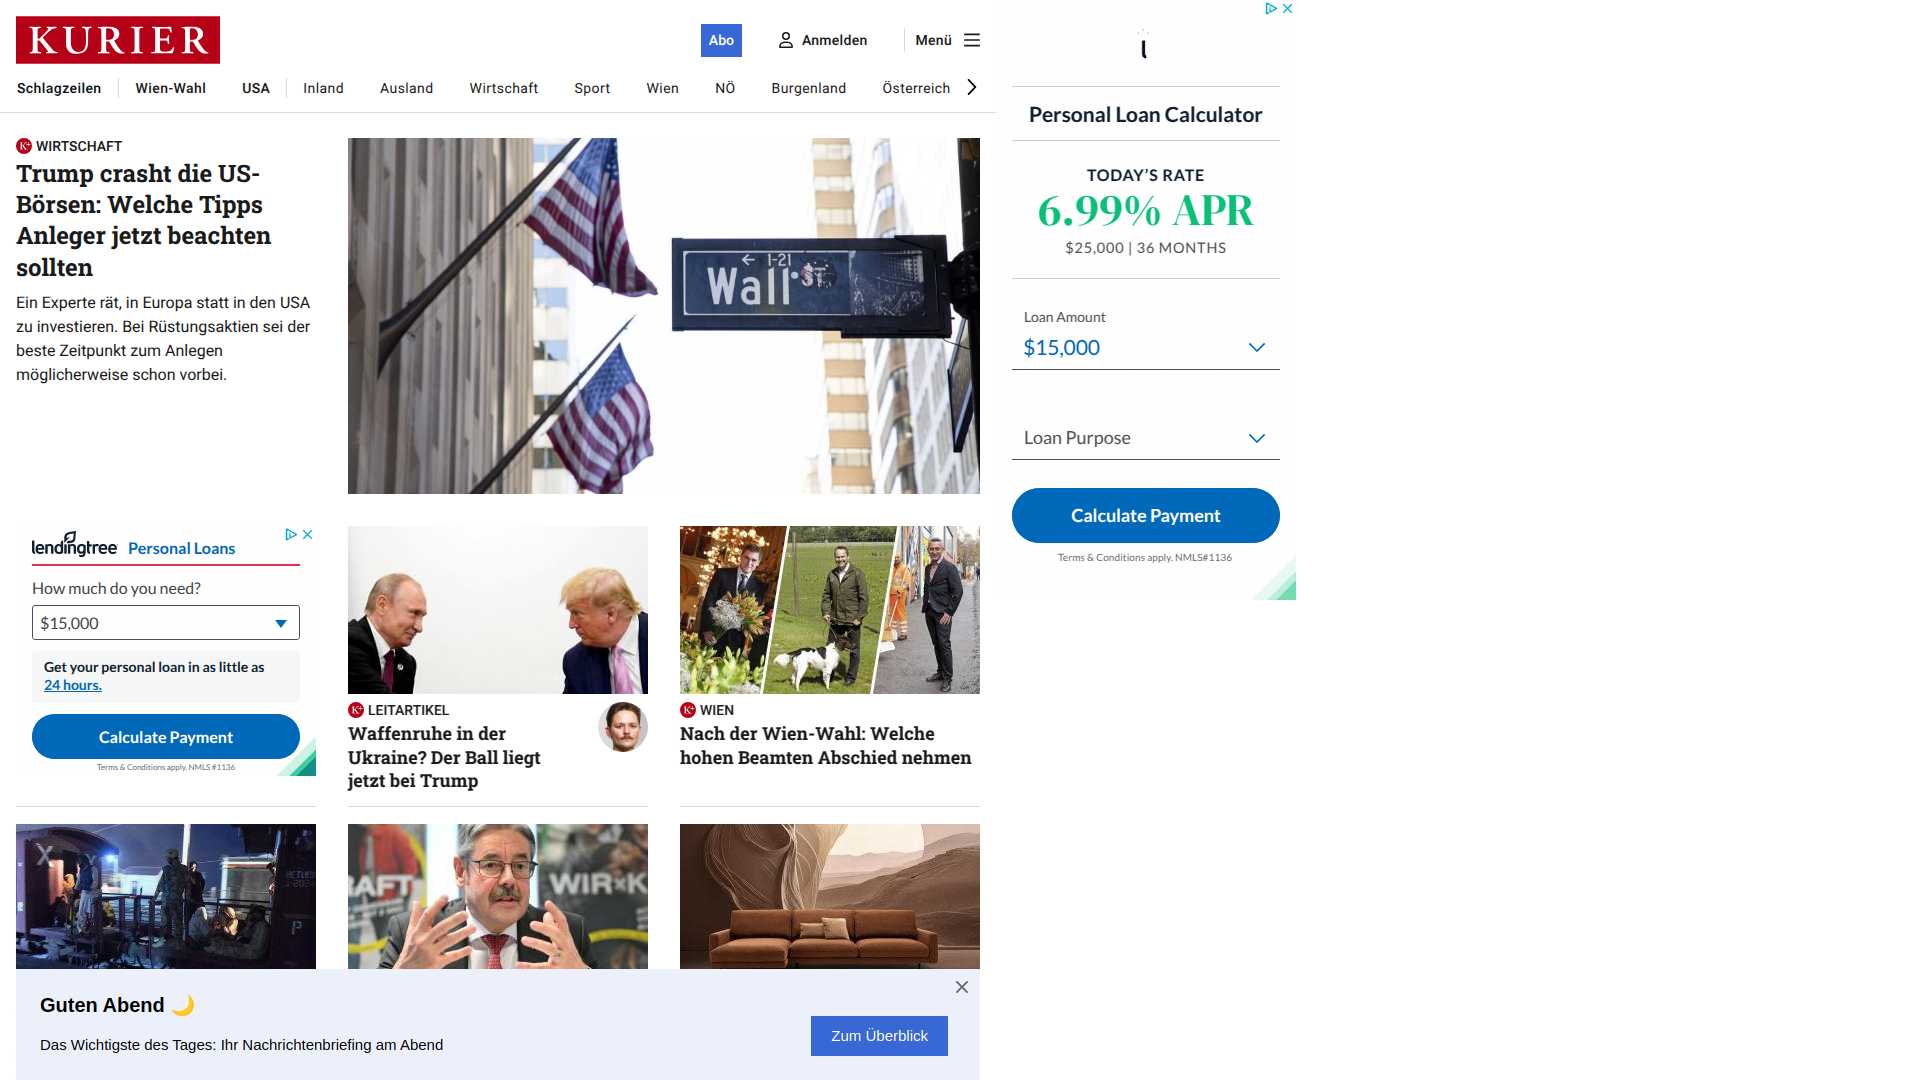 KURIER
Abo
Anmelden
Menü
Schlagzeilen
Wien-Wahl
USA
Inland
Ausland
Wirtschaft
Sport
Wien
NÖ
Burgenland
Österreich
WIRTSCHAFT
Trump crasht die US-
Börsen: Welche Tipps
Anleger jetzt beachten
sollten
Ein Experte rät, in Europa statt in den USA
zu investieren. Bei Rüstungsaktien sei der
beste Zeitpunkt zum Anlegen
möglicherweise schon vorbei.
← 1-21
Wall ST
Personal Loan Calculator
TODAY'S RATE
6.99% APR
$25,000 | 36 MONTHS
Loan Amount
$15,000
Loan Purpose
Calculate Payment
Terms & Conditions apply. NMLS#1136
lendingtree Personal Loans
How much do you need?
$15,000
Get your personal loan in as little as
24 hours.
Calculate Payment
Terms & Conditions apply. NMLS #1136
K+ LEITARTIKEL
Waffenruhe in der
Ukraine? Der Ball liegt
jetzt bei Trump
K+ WIEN
Nach der Wien-Wahl: Welche
hohen Beamten Abschied nehmen
RAFT
WIR K
Guten Abend
Das Wichtigste des Tages: Ihr Nachrichtenbriefing am Abend
Zum Überblick